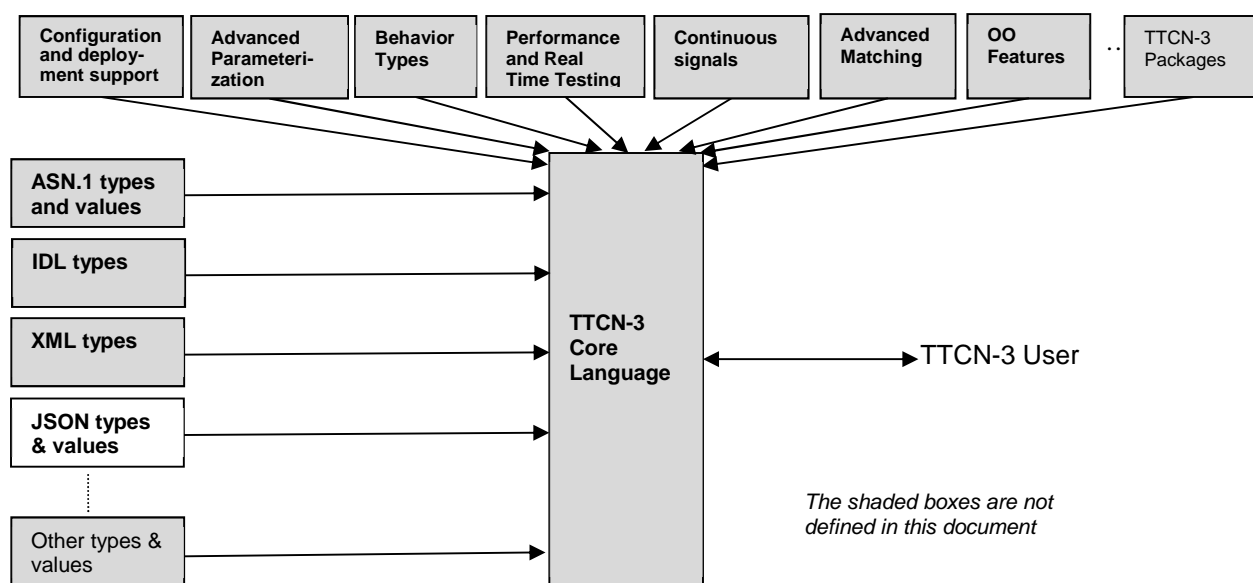 Configuration
and deploy-
ment support
Advanced
Parameteri-
zation
Behavior
Types
Performance
and Real
Time Testing
Continuous
signals
Advanced
Matching
OO
Features
..
TTCN-3
Packages
ASN.1 types
and values
IDL types
XML types
JSON types
& values
Other types &
values
TTCN-3
Core
Language
TTCN-3 User
The shaded boxes are not
defined in this document